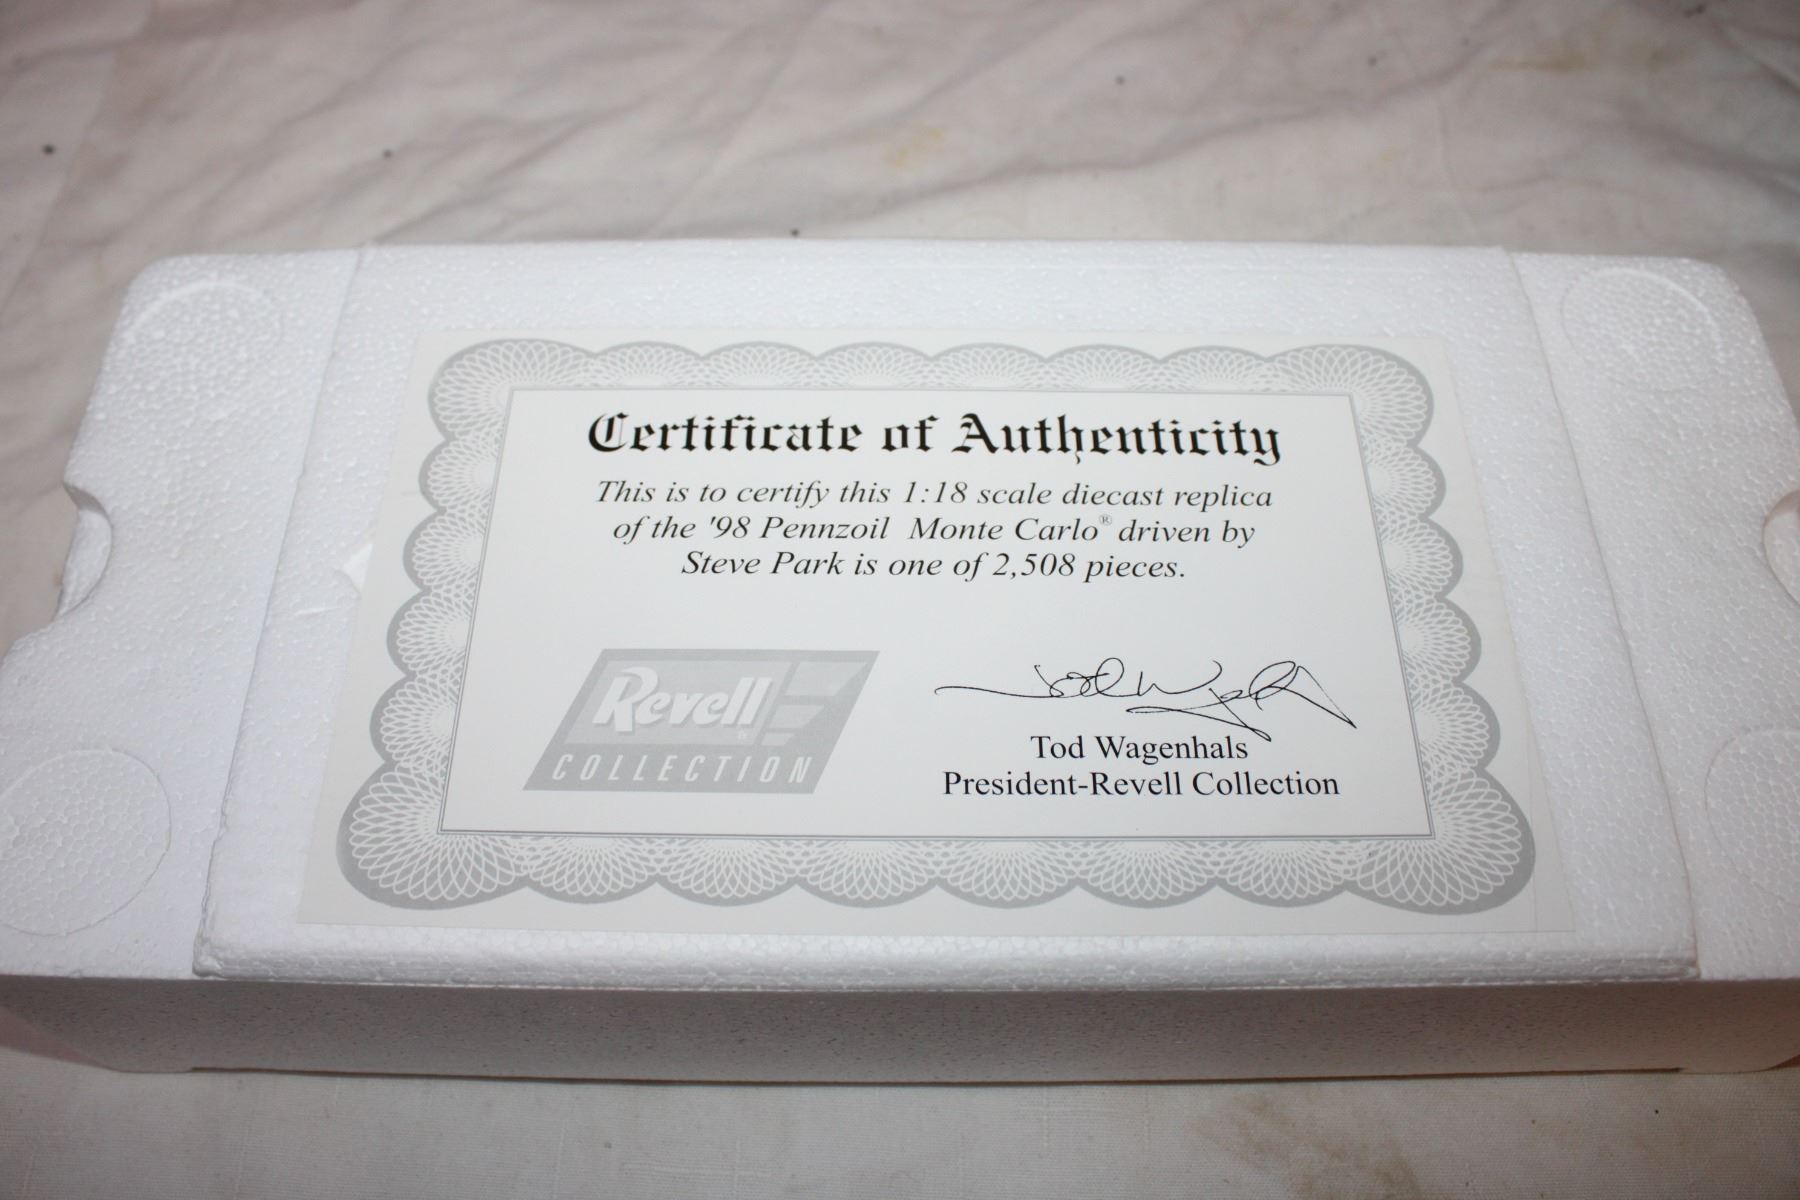 Certificate of Authenticity
This is to certify this 1:18 scale diecast replica
of the '98 Pennzoil Monte Carlo® driven by
Steve Park is one of 2,508 pieces.
Revell
COLLECTION
Tod Wagenhals
President-Revell Collection